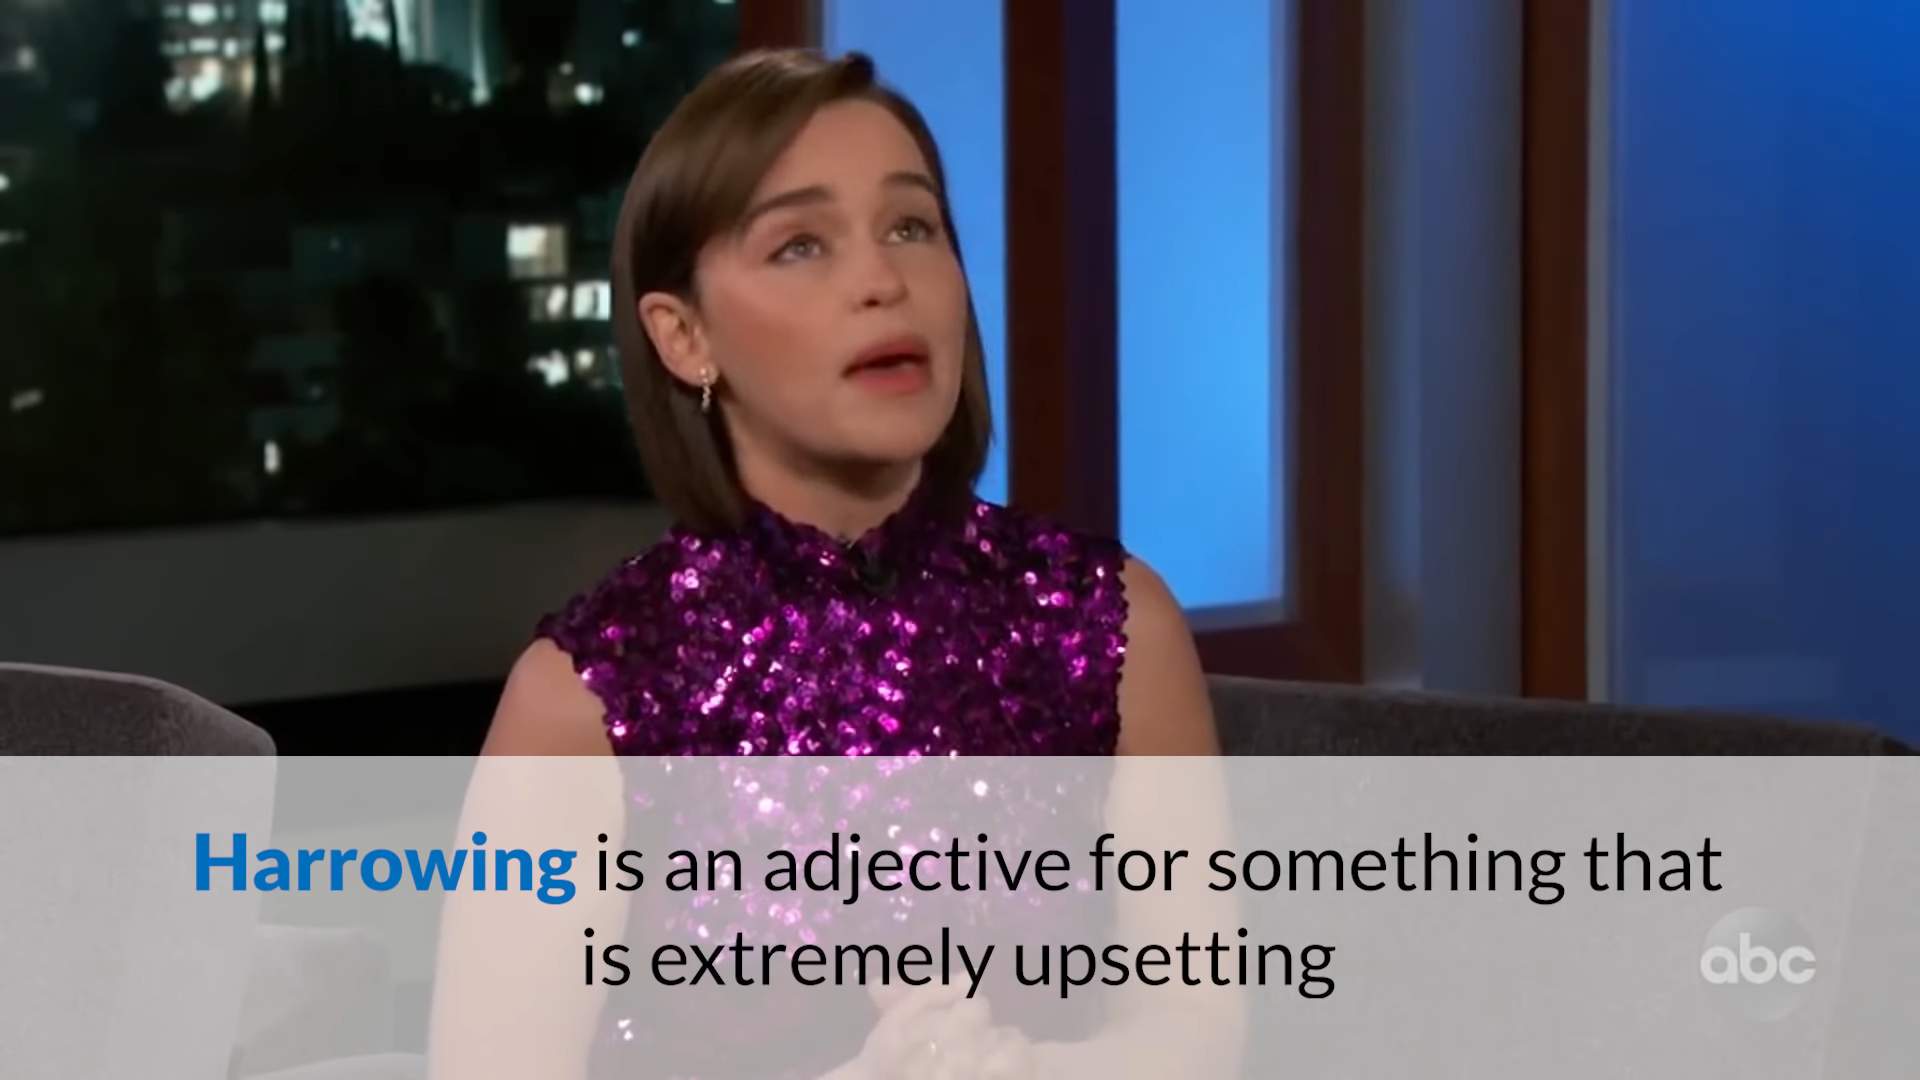 Harrowing is an adjective for something that
is extremely upsetting
abc